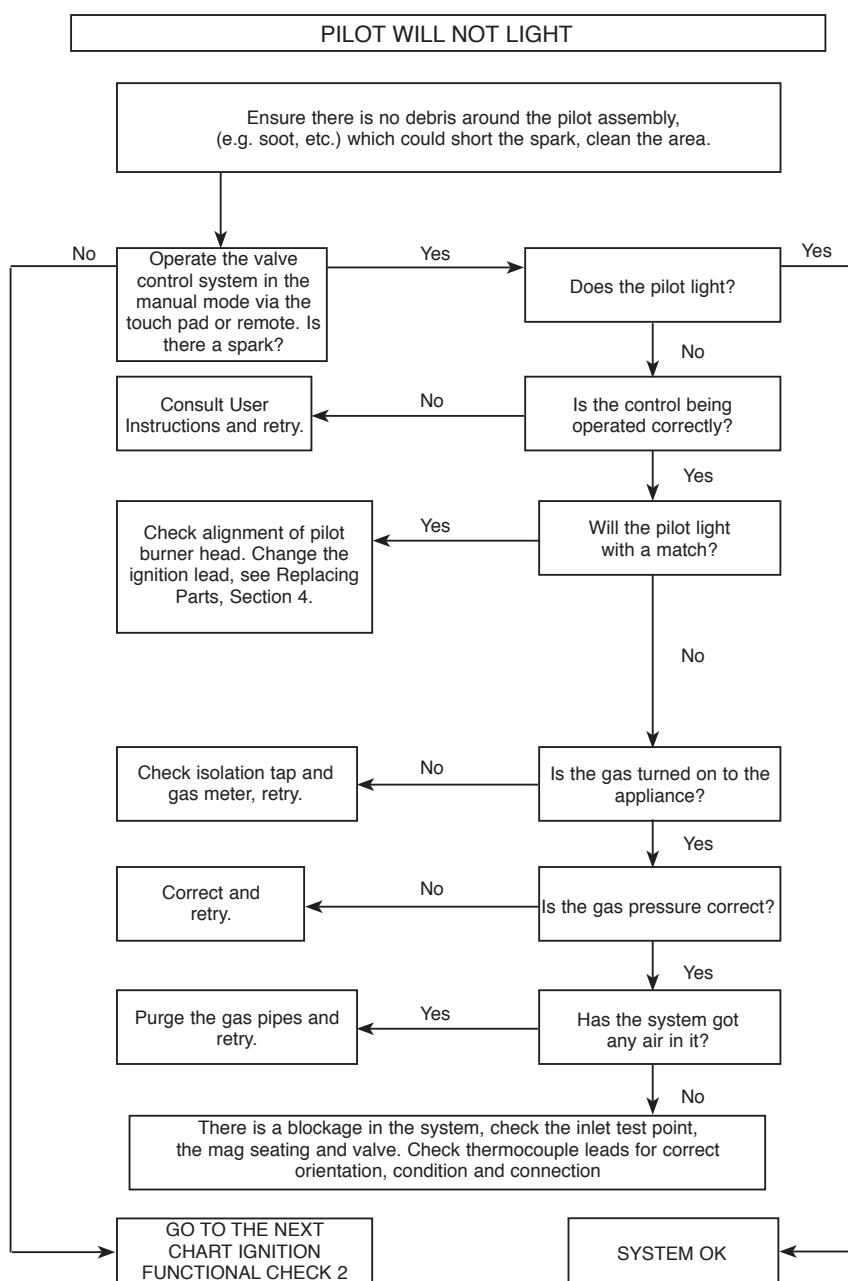 PILOT WILL NOT LIGHT
Ensure there is no debris around the pilot assembly,
(e.g. soot, etc.) which could short the spark, clean the area.
No
Operate the valve
control system in the
manual mode via the
touch pad or remote. Is
there a spark?
Yes
Does the pilot light?
Yes
No
Consult User
Instructions and retry.
No
Is the control being
operated correctly?
Yes
Check alignment of pilot
burner head. Change the
ignition lead, see Replacing
Parts, Section 4.
Yes
Will the pilot light
with a match?
No
Check isolation tap and
gas meter, retry.
No
Is the gas turned on to the
appliance?
Yes
Correct and
retry.
No
Is the gas pressure correct?
Yes
Purge the gas pipes and
retry.
Yes
Has the system got
any air in it?
No
There is a blockage in the system, check the inlet test point,
the mag seating and valve. Check thermocouple leads for correct
orientation, condition and connection
GO TO THE NEXT
CHART IGNITION
FUNCTIONAL CHECK 2
SYSTEM OK